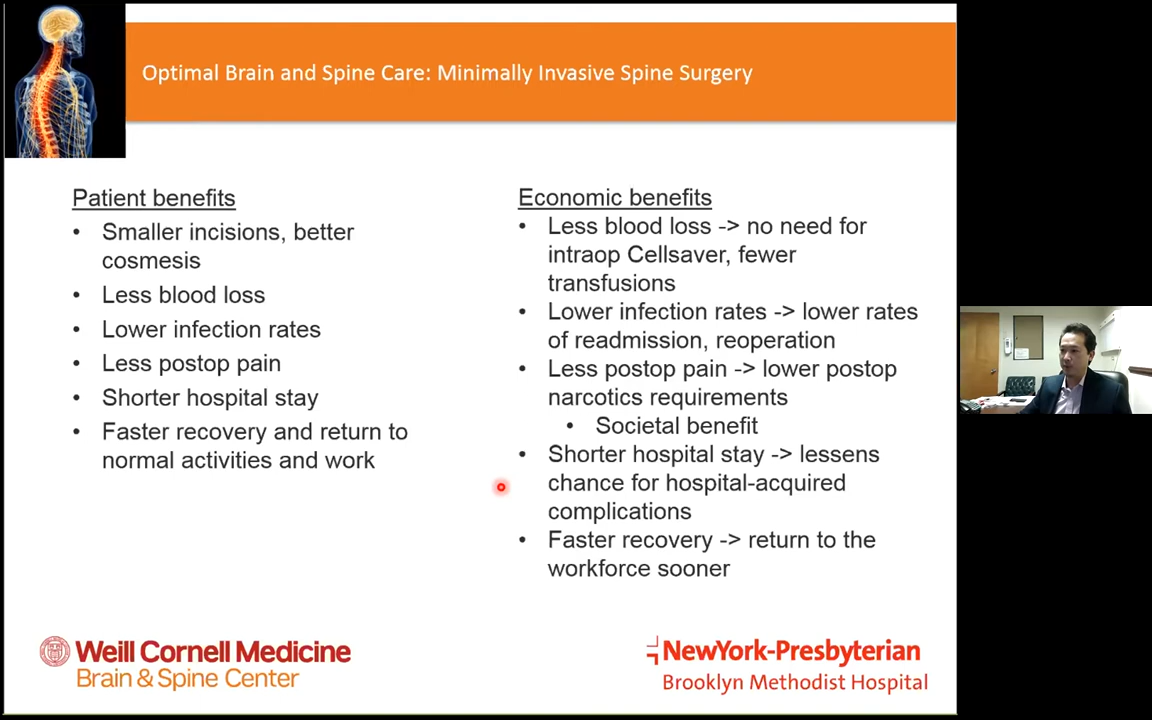 Optimal Brain and Spine Care: Minimally Invasive Spine Surgery
Patient benefits
• Smaller incisions, better
cosmesis
• Less blood loss
• Lower infection rates
• Less postop pain
• Shorter hospital stay
• Faster recovery and return to
normal activities and work
Economic benefits
• Less blood loss -> no need for
intraop Cellsaver, fewer
transfusions
• Lower infection rates -> lower rates
of readmission, reoperation
• Less postop pain -> lower postop
narcotics requirements
• Societal benefit
• Shorter hospital stay -> lessens
chance for hospital-acquired
complications
• Faster recovery -> return to the
workforce sooner
Weill Cornell Medicine
Brain & Spine Center
NewYork-Presbyterian
Brooklyn Methodist Hospital